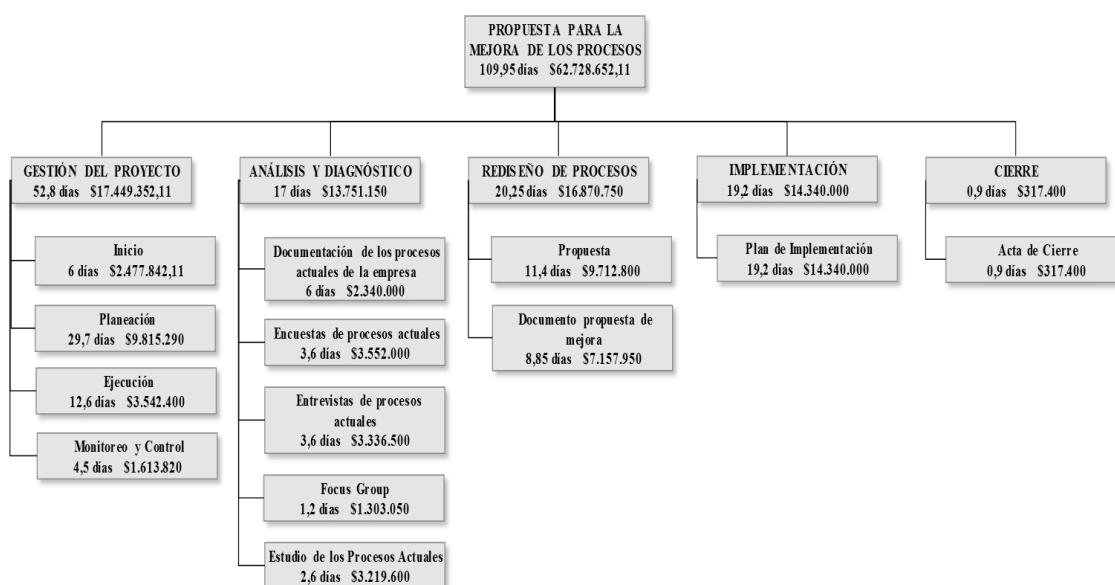 PROPUESTA PARA LA
MEJORA DE LOS PROCESOS
109,95 días $62.728.652,11
GESTIÓN DEL PROYECTO
52,8 días $17.449.352,11
Inicio
6 días $2.477.842,11
Planeación
29,7 días $9.815.290
Ejecución
12,6 días $3.542.400
Monitoreo y Control
4,5 días $1.613.820
ANÁLISIS Y DIAGNÓSTICO
17 días $13.751.150
Documentación de los procesos
actuales de la empresa
6 días $2.340.000
Encuestas de procesos actuales
3,6 días $3.552.000
Entrevistas de procesos
actuales
3,6 días $3.336.500
Focus Group
1,2 días $1.303.050
Estudio de los Procesos Actuales
2,6 días $3.219.600
REDISEÑO DE PROCESOS
20,25 días $16.870.750
Propuesta
11,4 días $9.712.800
Documento propuesta de
mejora
8,85 días $7.157.950
IMPLEMENTACIÓN
19,2 días $14.340.000
Plan de Implementación
19,2 días $14.340.000
CIERRE
0,9 días $317.400
Acta de Cierre
0,9 días $317.400